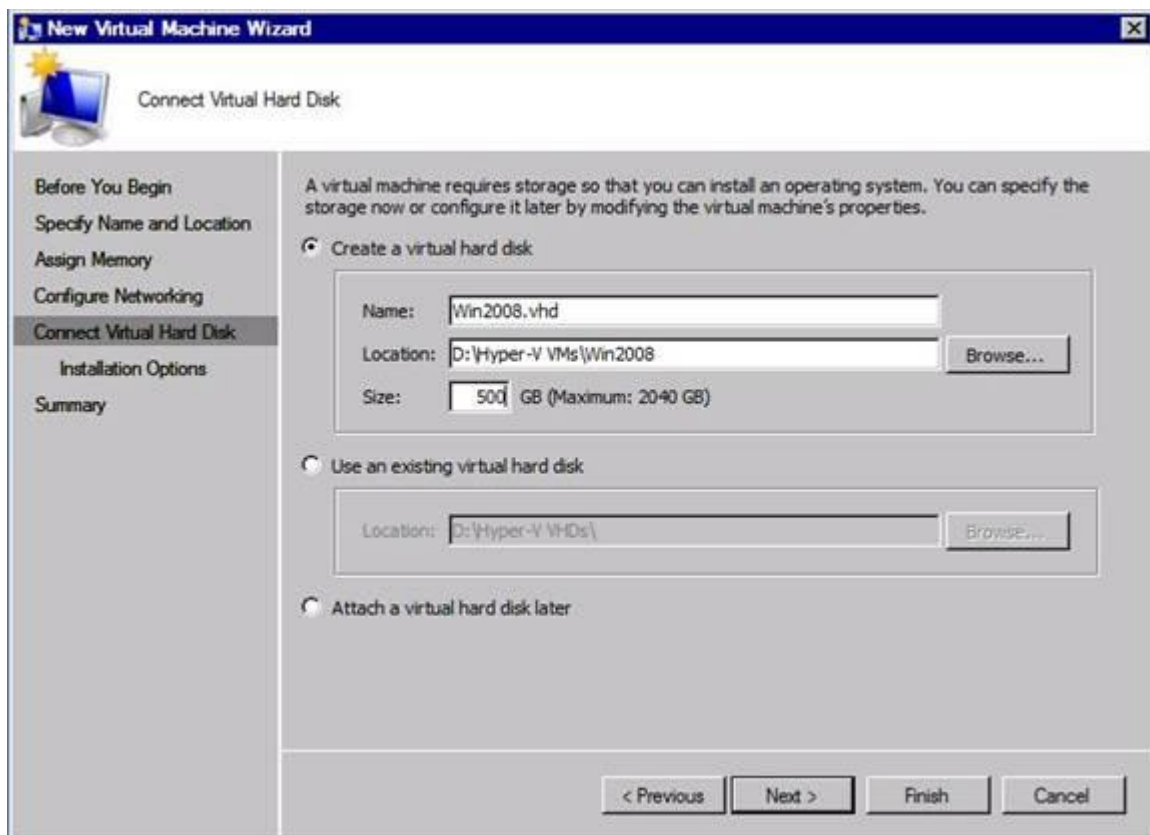 New Virtual Machine Wizard
Connect Virtual Hard Disk
Before You Begin
Specify Name and Location
Assign Memory
Configure Networking
Connect Virtual Hard Disk
Installation Options
Summary
A virtual machine requires storage so that you can install an operating system. You can specify the
storage now or configure it later by modifying the virtual machine's properties.
Create a virtual hard disk
Name: Win2008.vhd
Location: D:\Hyper-V VMs\Win2008 Browse...
Size: 500 GB (Maximum: 2040 GB)
Use an existing virtual hard disk
Location: D:\Hyper-V VHDs\ Browse...
Attach a virtual hard disk later
< Previous Next > Finish Cancel